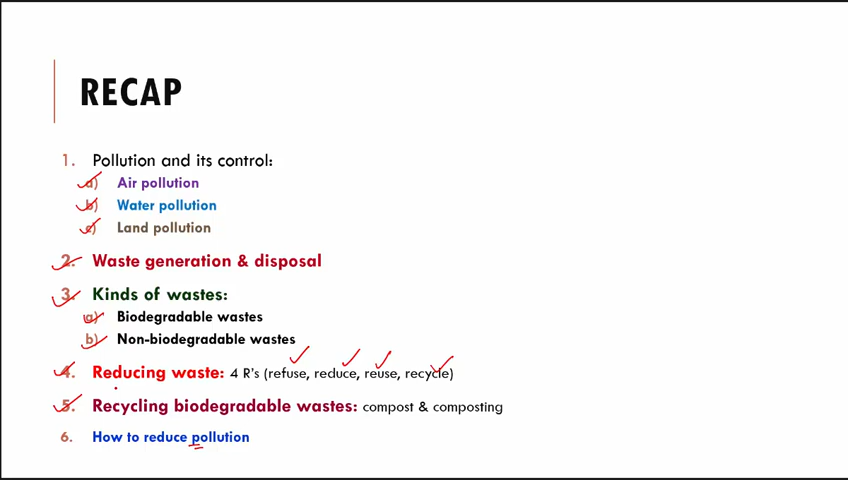 RECAP
1. Pollution and its control:
a) Air pollution
b) Water pollution
c) Land pollution
2. Waste generation & disposal
3. Kinds of wastes:
a) Biodegradable wastes
b) Non-biodegradable wastes
4. Reducing waste: 4 R's (refuse, reduce, reuse, recycle)
5. Recycling biodegradable wastes: compost & composting
6. How to reduce pollution